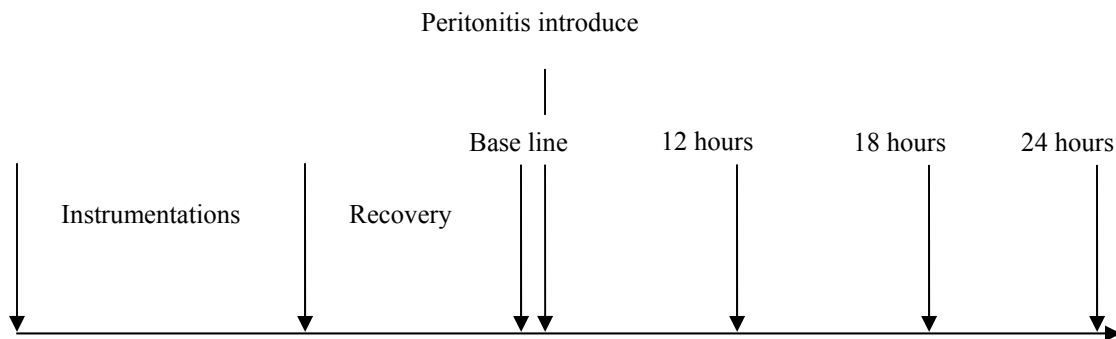 Peritonitis introduce
Base line
12 hours
18 hours
24 hours
Instrumentations
Recovery